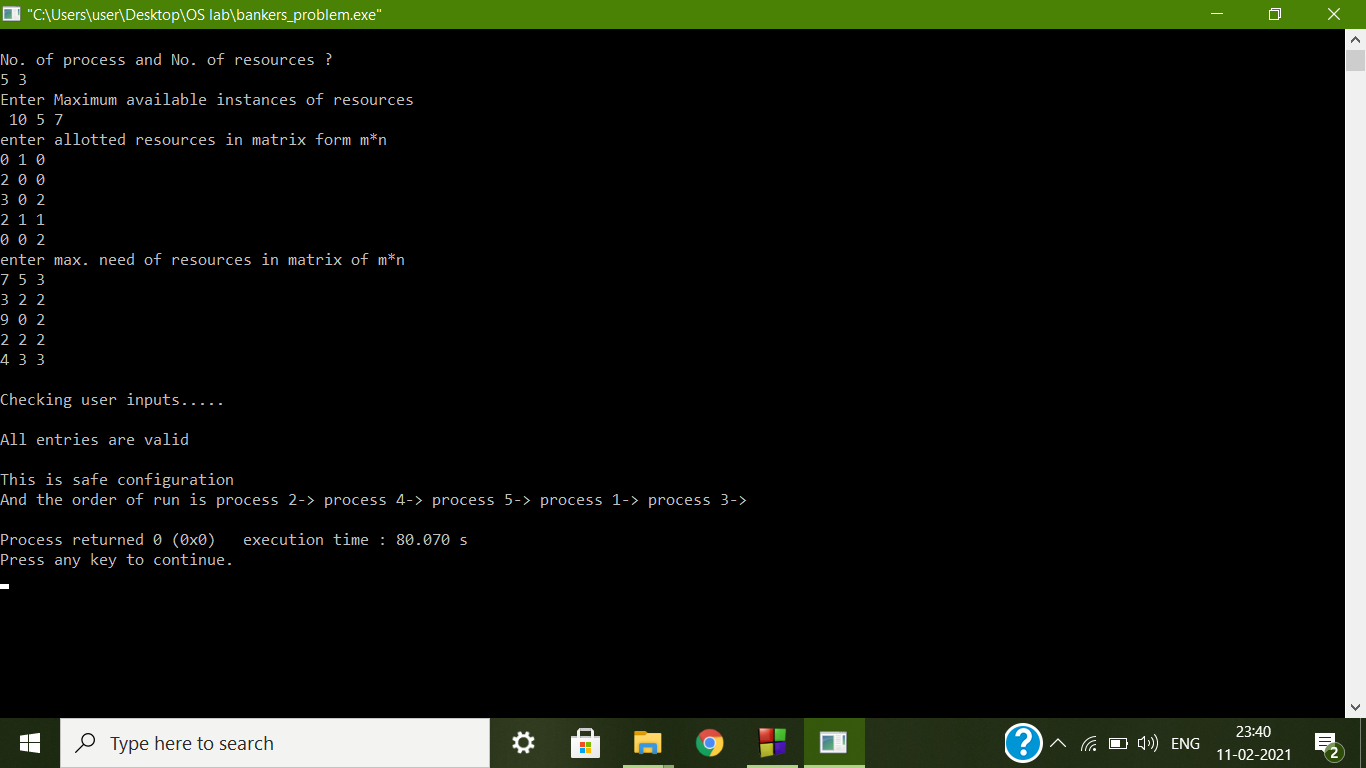 "C:\Users\user\Desktop\OS lab\bankers_problem.exe"
No. of process and No. of resources ?
5 3
Enter Maximum available instances of resources
 10 5 7
enter allotted resources in matrix form m*n
0 1 0
2 0 0
3 0 2
2 1 1
0 0 2
enter max. need of resources in matrix of m*n
7 5 3
3 2 2
9 0 2
2 2 2
4 3 3
Checking user inputs.....
All entries are valid
This is safe configuration
And the order of run is process 2-> process 4-> process 5-> process 1-> process 3->
Process returned 0 (0x0)   execution time : 80.070 s
Press any key to continue.
Type here to search
?
ENG
23:40
11-02-2021
2